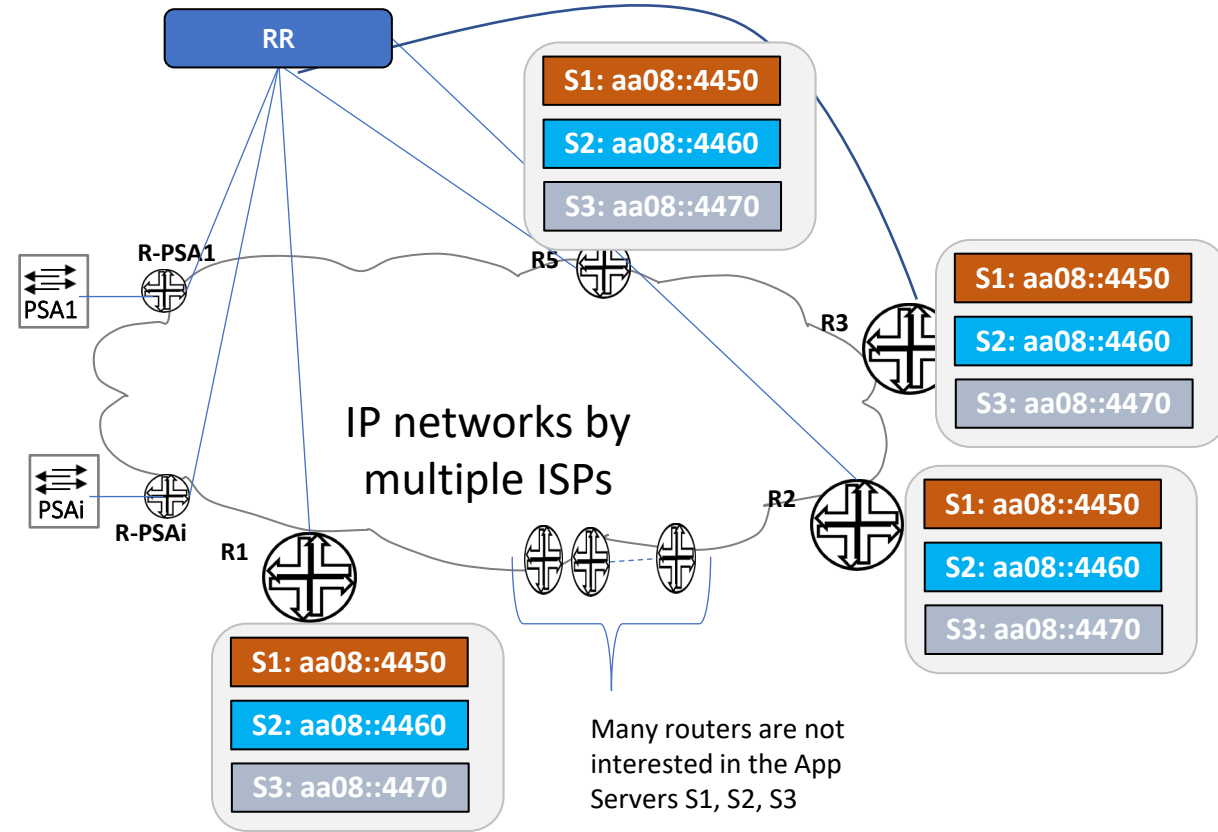 RR
S1: aa08::4450
S2: aa08::4460
S3: aa08::4470
R-PSA1
PSA1
R5
R3
S1: aa08::4450
S2: aa08::4460
S3: aa08::4470
IP networks by
multiple ISPs
PSAi
R-PSAi
R1
R2
S1: aa08::4450
S2: aa08::4460
S3: aa08::4470
S1: aa08::4450
S2: aa08::4460
S3: aa08::4470
Many routers are not
interested in the App
Servers S1, S2, S3